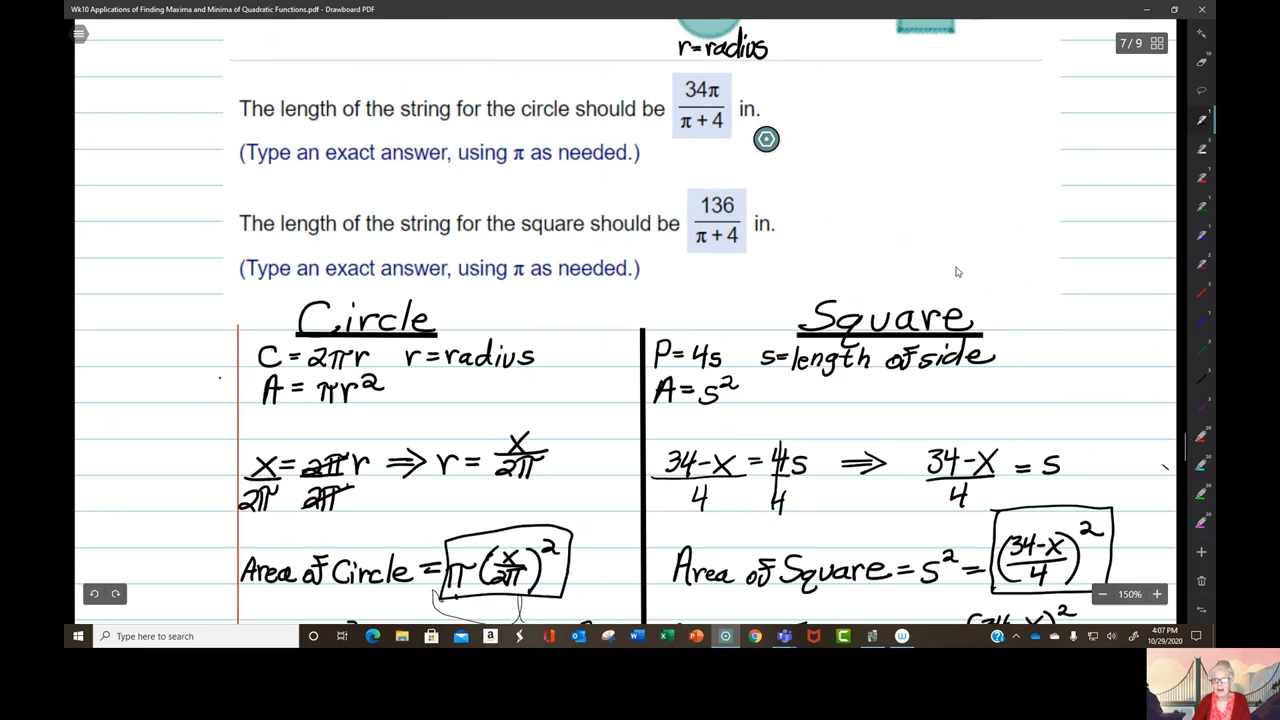 Wk10 Applications of Finding Maxima and Minima of Quadratic Functions.pdf - Drawboard PDF
7 / 9
r = radius
The length of the string for the circle should be 34π / π + 4 in.
(Type an exact answer, using π as needed.)
The length of the string for the square should be 136 / π + 4 in.
(Type an exact answer, using π as needed.)
Circle
C = 2πr r = radius
A = πr²
x / 2π = 2πr / 2π ⇒ r = x / 2π
Area of Circle = π(x / 2π)²
Square
P = 4s s = length of side
A = s²
34-x / 4 = 4s / 4 ⇒ 34-x / 4 = s
Area of Square = s² = (34-x / 4)²
150%
Type here to search
4:07 PM
10/29/2020